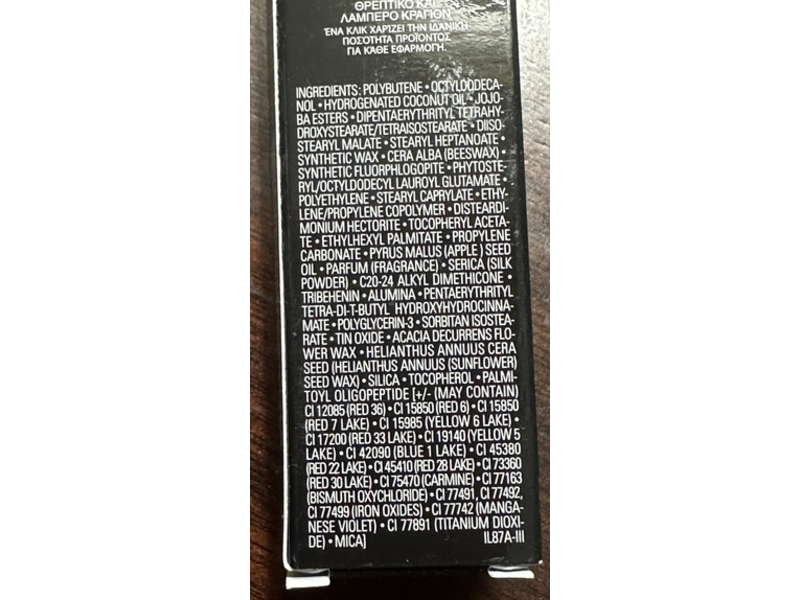 ΘΡΕΠΤΙΚΟ ΚΑΙ
ΛΑΜΠΕΡΟ ΚΡΑΓΙΟΝ
ΈΝΑ ΚΛΙΚ ΧΑΡΙΖΕΙ ΤΗΝ ΙΔΑΝΙΚΗ
ΠΟΣΟΤΗΤΑ ΠΡΟΪΟΝΤΟΣ
ΓΙΑ ΚΑΘΕ ΕΦΑΡΜΟΓΗ.
INGREDIENTS: POLYBUTENE • OCTYLDODECA-
NOL • HYDROGENATED COCONUT OIL • JOJO-
BA ESTERS • DIPENTAERYTHRITYL TETRAHY-
DROXYSTEARATE/TETRAISOSTEARATE • DIISO-
STEARYL MALATE • STEARYL HEPTANOATE •
SYNTHETIC WAX • CERA ALBA (BEESWAX) •
SYNTHETIC FLUORPHLOGOPITE • PHYTOSTE-
RYL/OCTYLDODECYL LAUROYL GLUTAMATE •
POLYETHYLENE • STEARYL CAPRYLATE • ETHY-
LENE/PROPYLENE COPOLYMER • DISTEARDI-
MONIUM HECTORITE • TOCOPHERYL ACETA-
TE • ETHYLHEXYL PALMITATE • PROPYLENE
CARBONATE • PYRUS MALUS (APPLE ) SEED
OIL • PARFUM (FRAGRANCE) • SERICA (SILK
POWDER) • C20-24 ALKYL DIMETHICONE •
TRIBEHENIN • ALUMINA • PENTAERYTHRITYL
TETRA-DI-T-BUTYL HYDROXYHYDROCINNA-
MATE • POLYGLYCERIN-3 • SORBITAN ISOSTEA-
RATE • TIN OXIDE • ACACIA DECURRENS FLO-
WER WAX • HELIANTHUS ANNUUS CERA
SEED (HELIANTHUS ANNUUS (SUNFLOWER)
SEED WAX) • SILICA • TOCOPHEROL • PALMI-
TOYL OLIGOPEPTIDE [+/- (MAY CONTAIN)
CI 12085 (RED 36) • CI 15850 (RED 6) • CI 15850
(RED 7 LAKE) • CI 15985 (YELLOW 6 LAKE) •
CI 17200 (RED 33 LAKE) • CI 19140 (YELLOW 5
LAKE) • CI 42090 (BLUE 1 LAKE) • CI 45380
(RED 22 LAKE) • CI 45410 (RED 28 LAKE) • CI 73360
(RED 30 LAKE) • CI 75470 (CARMINE) • CI 77163
(BISMUTH OXYCHLORIDE) • CI 77491, CI 77492,
CI 77499 (IRON OXIDES) • CI 77742 (MANGA-
NESE VIOLET) • CI 77891 (TITANIUM DIOXI-
DE) • MICA] IL87A-III